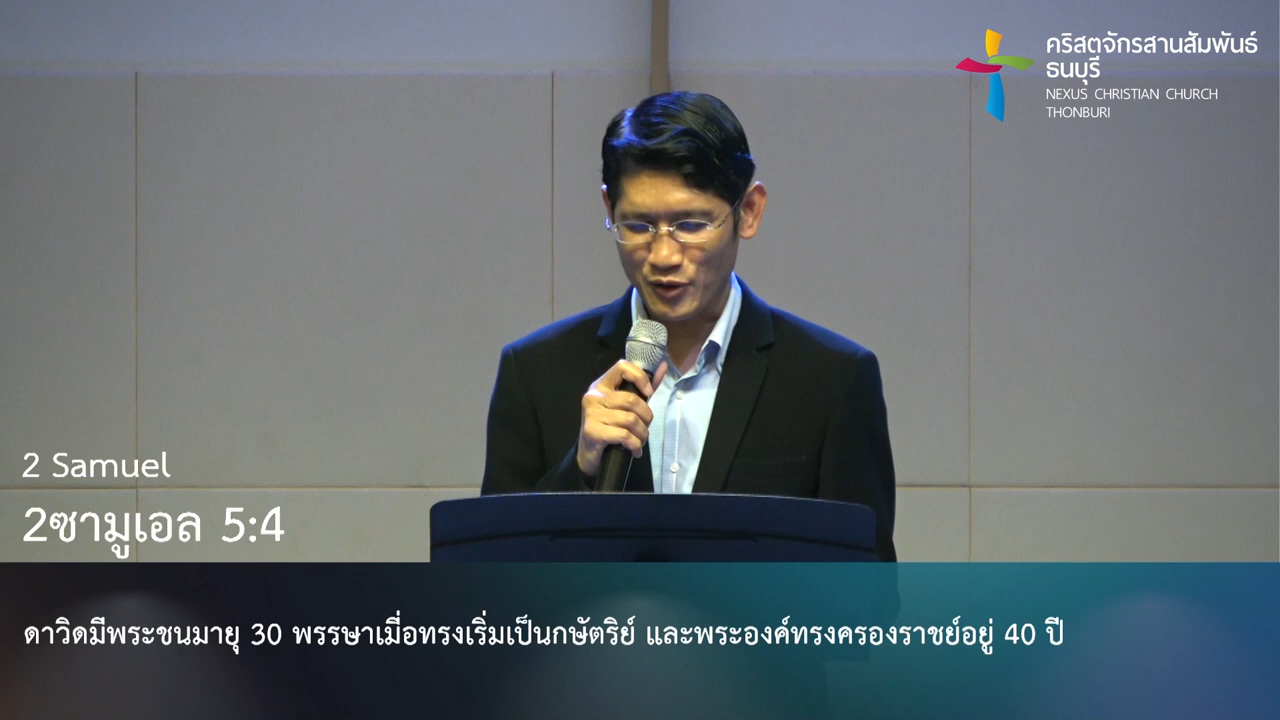 คริสตจักรสานสัมพันธ์
ธนบุรี
NEXUS CHRISTIAN CHURCH
THONBURI
2 Samuel
2ซามูเอล 5:4
ดาวิดมีพระชนมายุ 30 พรรษาเมื่อทรงเริ่มเป็นกษัตริย์ และพระองค์ทรงครองราชย์อยู่ 40 ปี